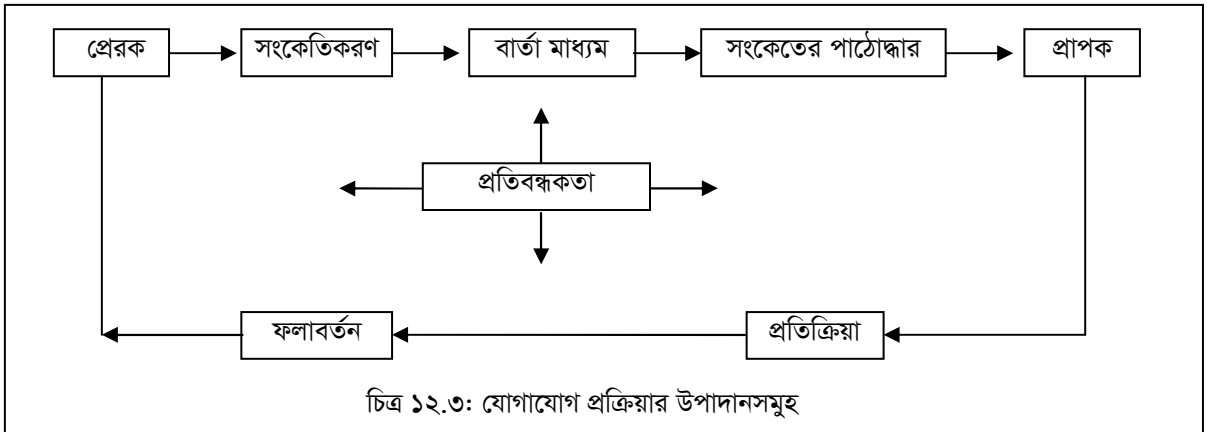 প্রেরক সংকেতিকরণ বার্তা মাধ্যম সংকেতের পাঠোদ্ধার প্রাপক
প্রতিবন্ধকতা
ফলাবর্তন প্রতিক্রিয়া
চিত্র ১২.৩: যোগাযোগ প্রক্রিয়ার উপাদানসমুহ